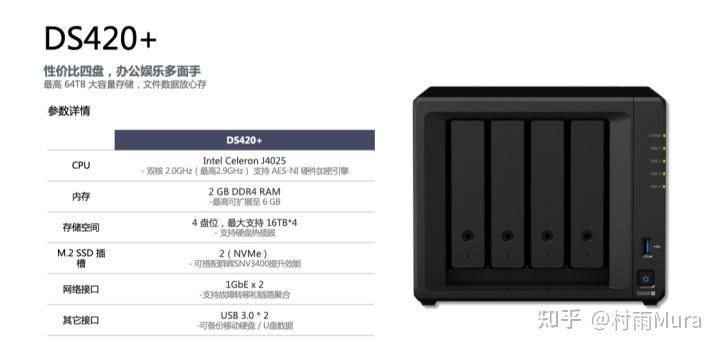 DS420+
性价比四盘，办公娱乐多面手
最高 64TB 大容量存储，文件数据放心存
参数详情
DS420+
CPU
Intel Celeron J4025
- 双核 2.0GHz（最高2.9GHz）支持 AES-NI 硬件加密引擎
内存
2 GB DDR4 RAM
-最高可扩展至 6 GB
存储空间
4 盘位，最大支持 16TB*4
- 支持硬盘热插拔
M.2 SSD 插
槽
2（NVMe）
- 可搭配群晖SNV3400提升效能
网络接口
1GbE x 2
-支持故障转移和链路聚合
其它接口
USB 3.0 * 2
- 可备份移动硬盘 / U盘数据
DS420+
知乎 @村雨Mura